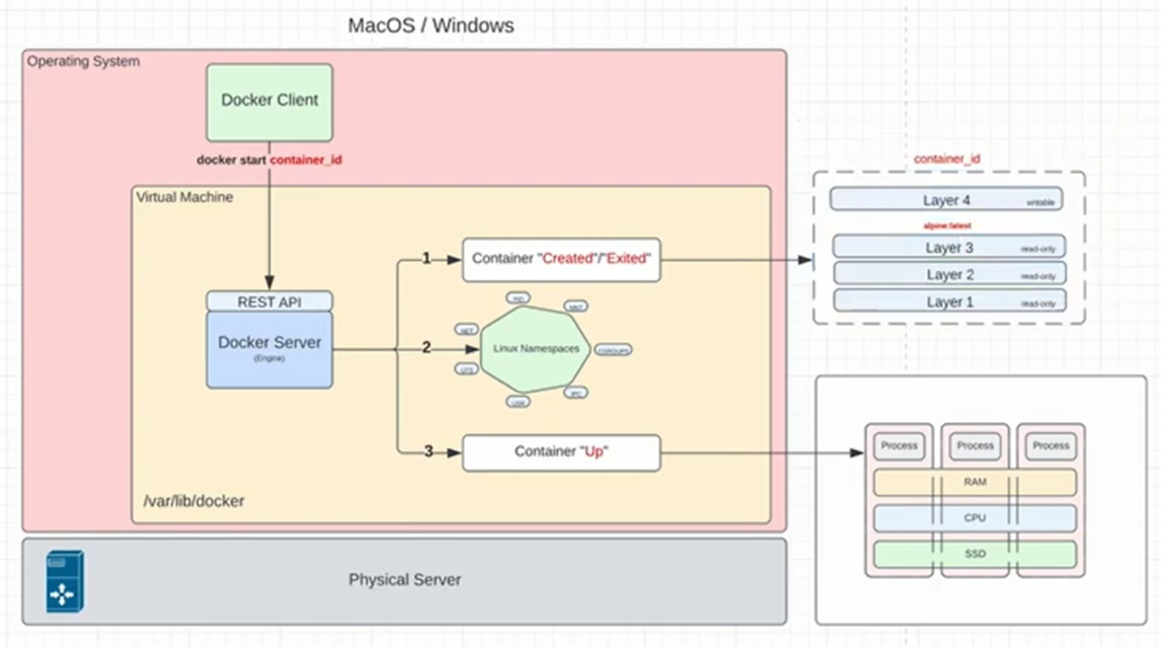 MacOS / Windows
Operating System
Docker Client
docker start container_id
Virtual Machine
REST API
Docker Server
(Engine)
1
Container "Created"/"Exited"
2
PID
MNT
NET
Linux Namespaces
CGROUPS
UTS
IPC
USER
3
Container "Up"
/var/lib/docker
Physical Server
container_id
Layer 4
writable
alpine:latest
Layer 3
read-only
Layer 2
read-only
Layer 1
read-only
Process
Process
Process
RAM
CPU
SSD